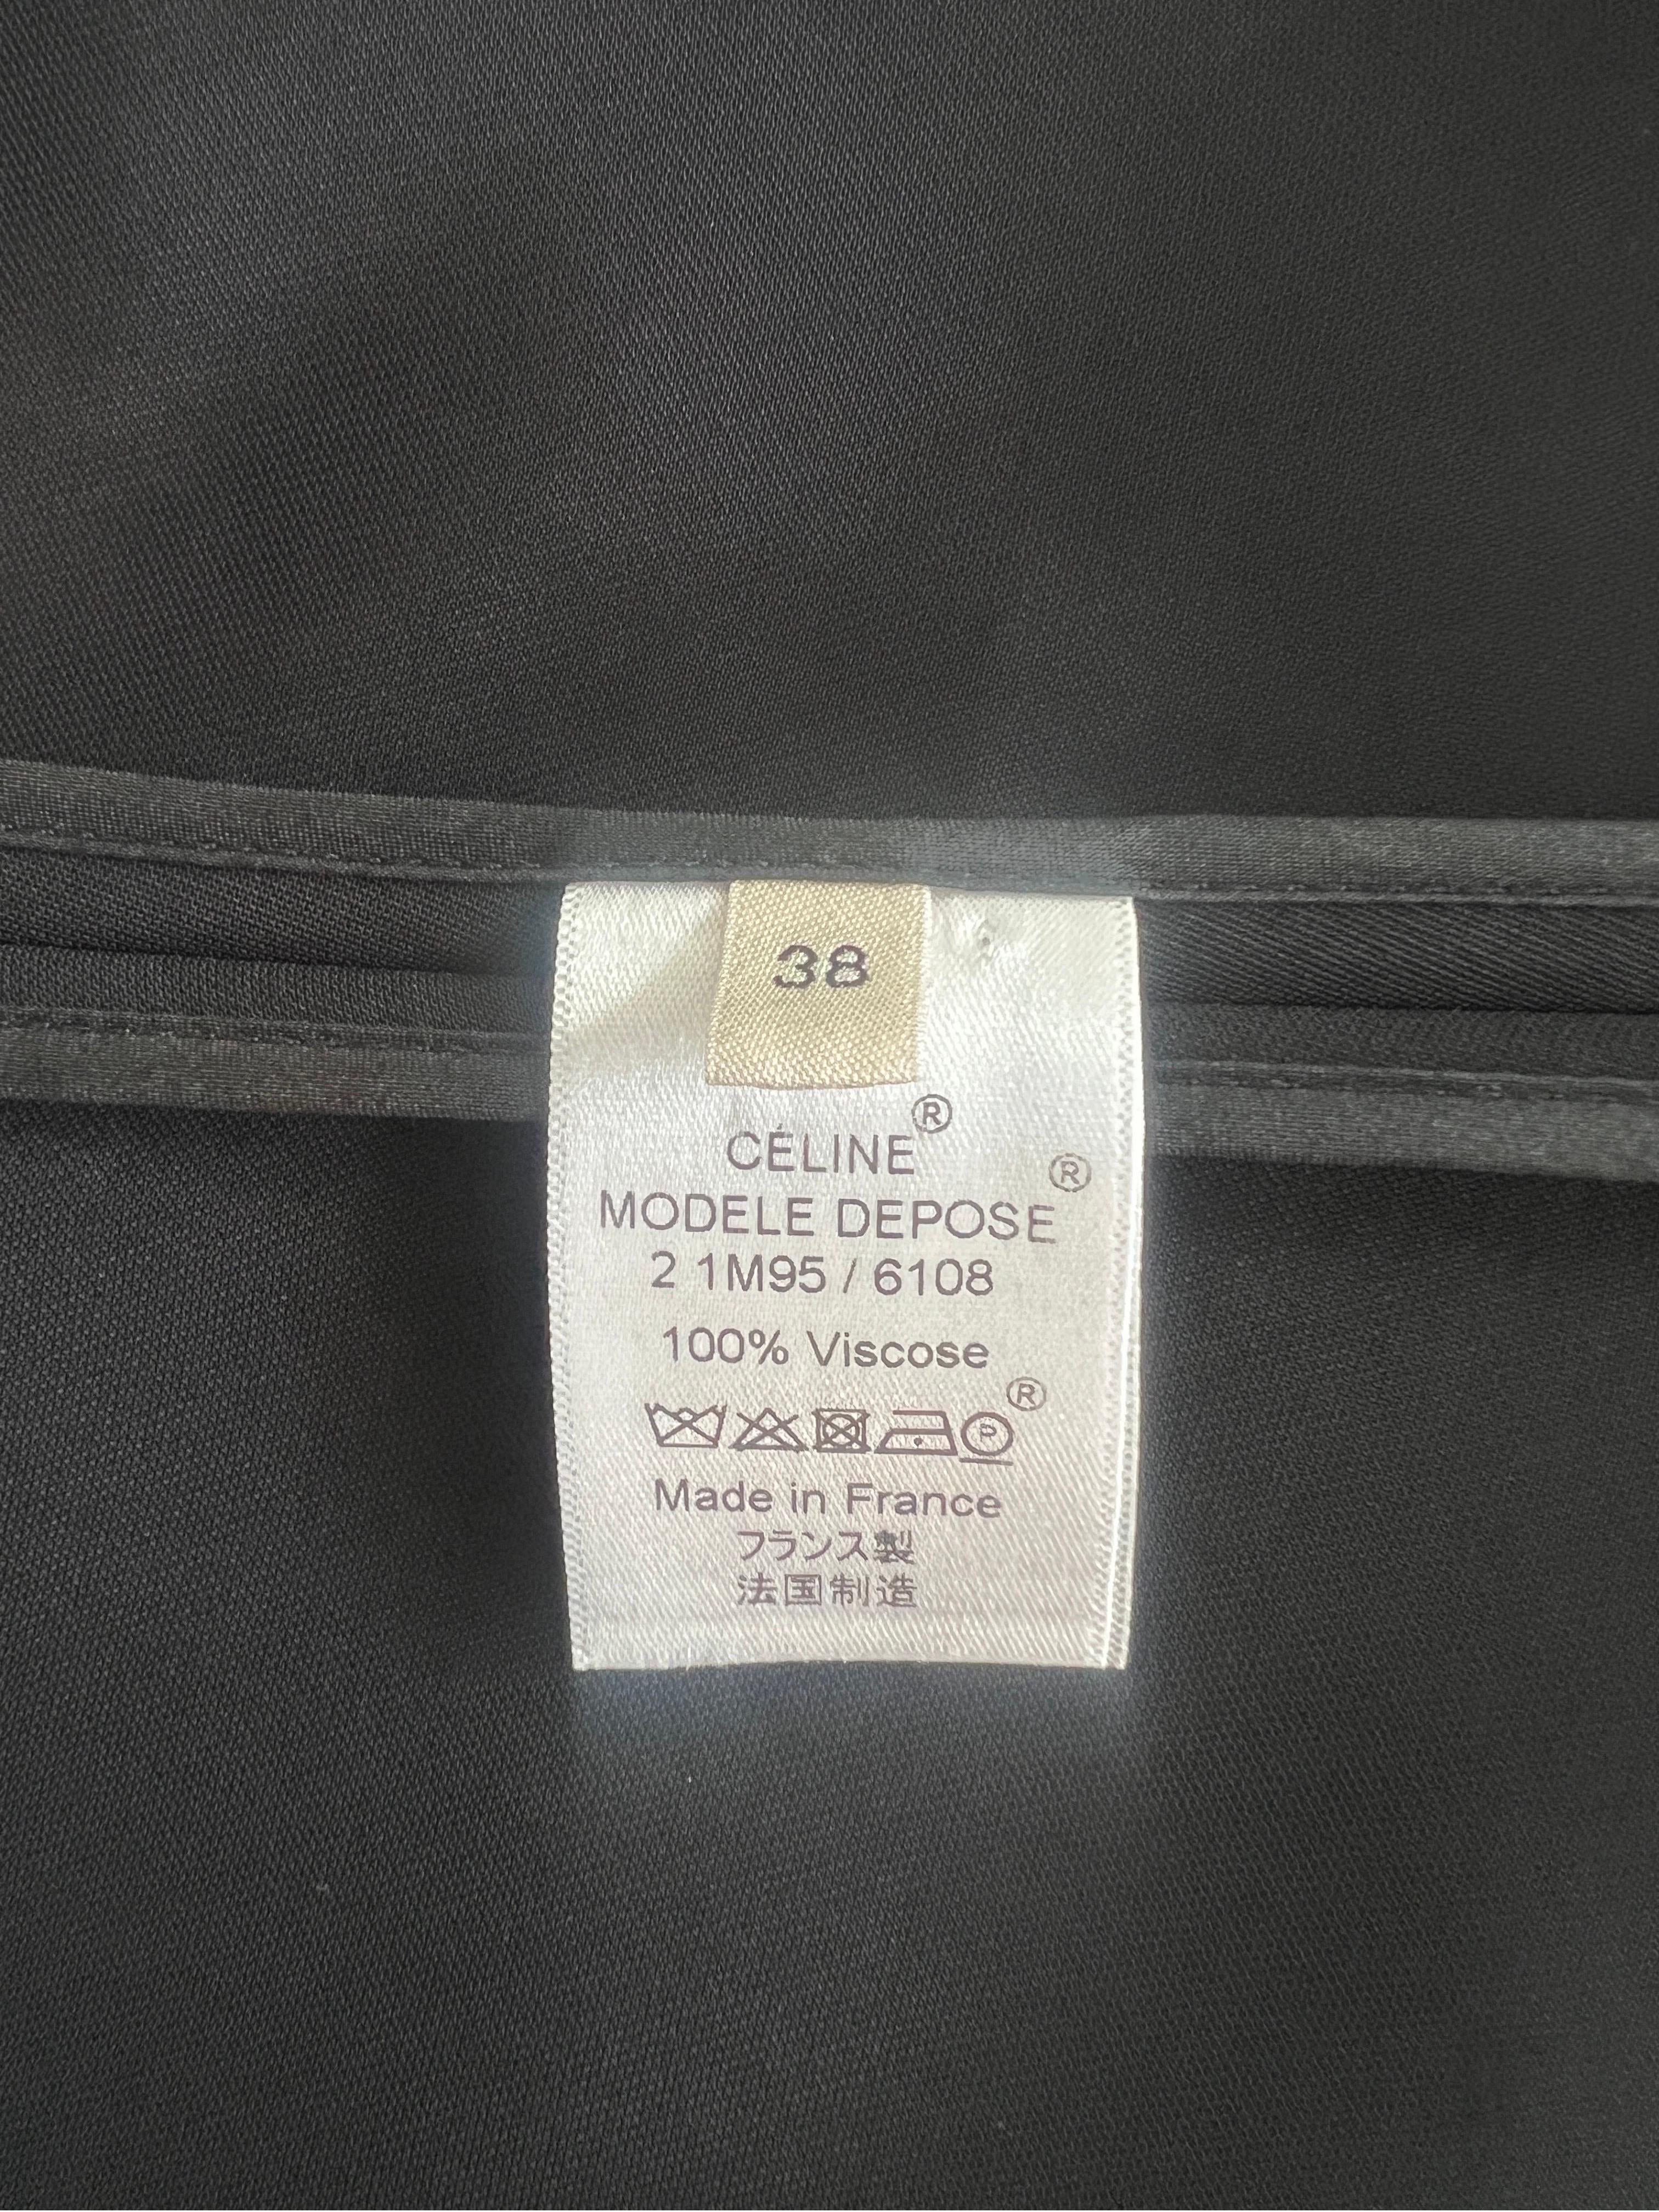 38
CÉLINE®
MODELE DEPOSE®
2 1M95 / 6108
100% Viscose
P ®
Made in France
フランス製
法国制造